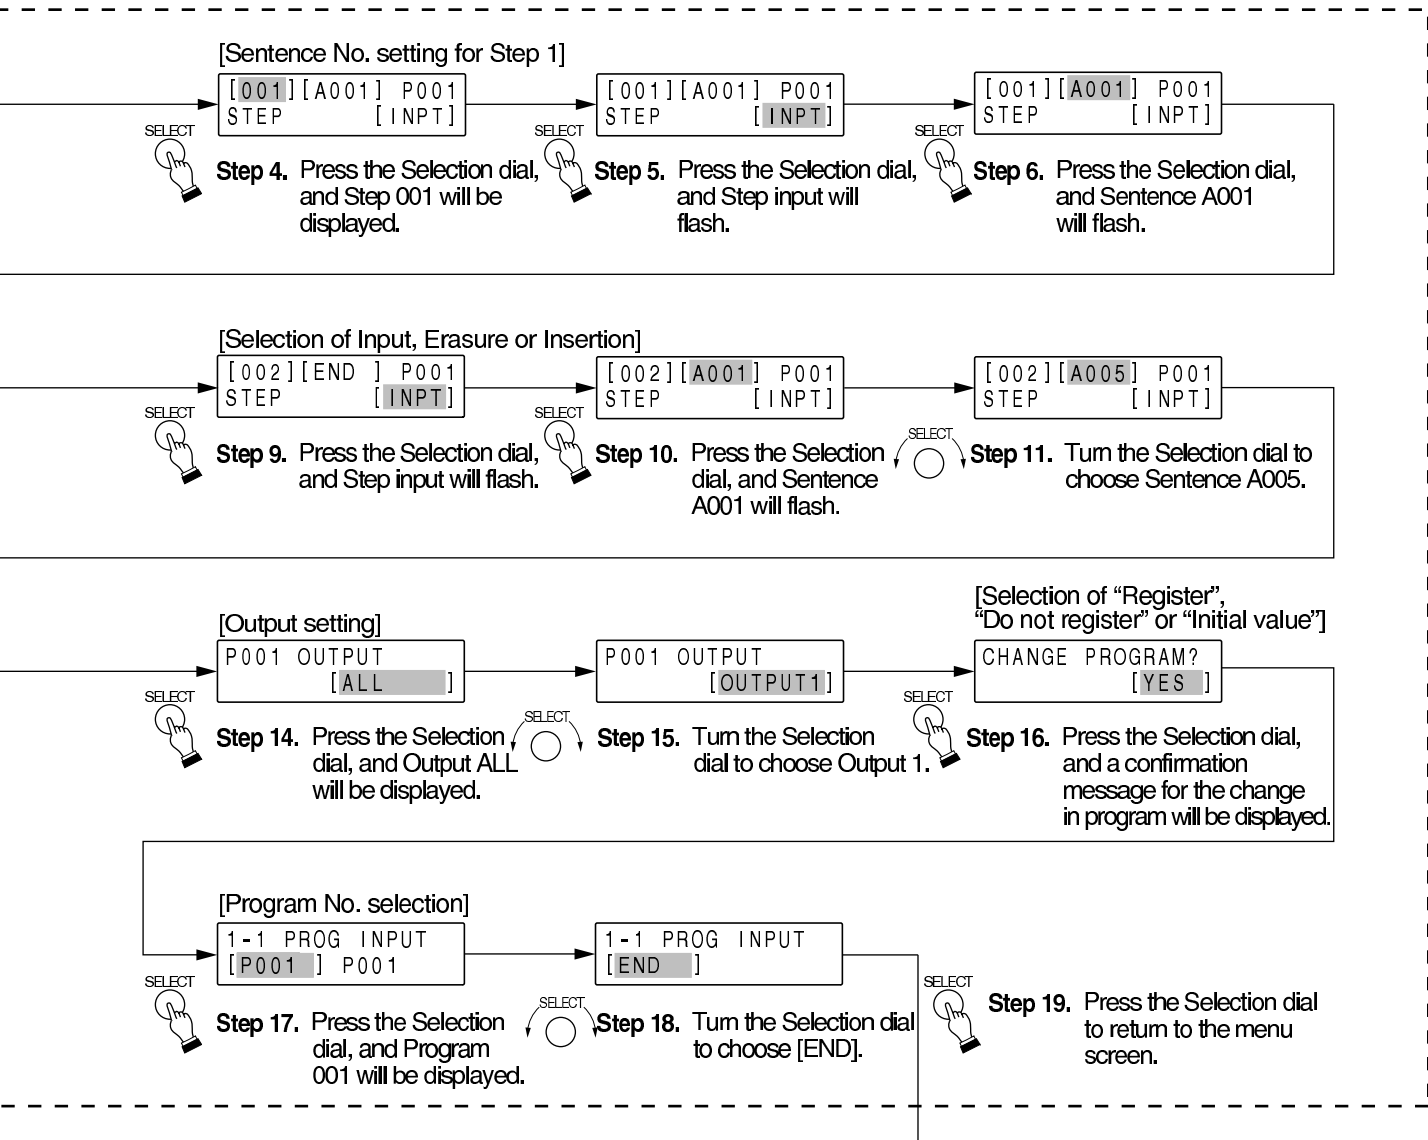 [Sentence No. setting for Step 1]
[001][A001] P001
STEP [INPT]
SELECT
Step 4. Press the Selection dial,
and Step 001 will be
displayed.
[001][A001] P001
STEP [INPT]
SELECT
Step 5. Press the Selection dial,
and Step input will
flash.
[001][A001] P001
STEP [INPT]
SELECT
Step 6. Press the Selection dial,
and Sentence A001
will flash.
[Selection of Input, Erasure or Insertion]
[002][END ] P001
STEP [INPT]
SELECT
Step 9. Press the Selection dial,
and Step input will flash.
[002][A001] P001
STEP [INPT]
SELECT
Step 10. Press the Selection
dial, and Sentence
A001 will flash.
[002][A005] P001
STEP [INPT]
SELECT
Step 11. Turn the Selection dial to
choose Sentence A005.
[Output setting]
P001 OUTPUT
[ALL ]
SELECT
Step 14. Press the Selection
dial, and Output ALL
will be displayed.
P001 OUTPUT
[OUTPUT1]
SELECT
Step 15. Turn the Selection
dial to choose Output 1.
[Selection of “Register”,
“Do not register” or “Initial value”]
CHANGE PROGRAM?
[YES ]
SELECT
Step 16. Press the Selection dial,
and a confirmation
message for the change
in program will be displayed.
[Program No. selection]
1-1 PROG INPUT
[P001 ] P001
SELECT
Step 17. Press the Selection
dial, and Program
001 will be displayed.
1-1 PROG INPUT
[END ]
SELECT
Step 18. Turn the Selection dial
to choose [END].
SELECT
Step 19. Press the Selection dial
to return to the menu
screen.